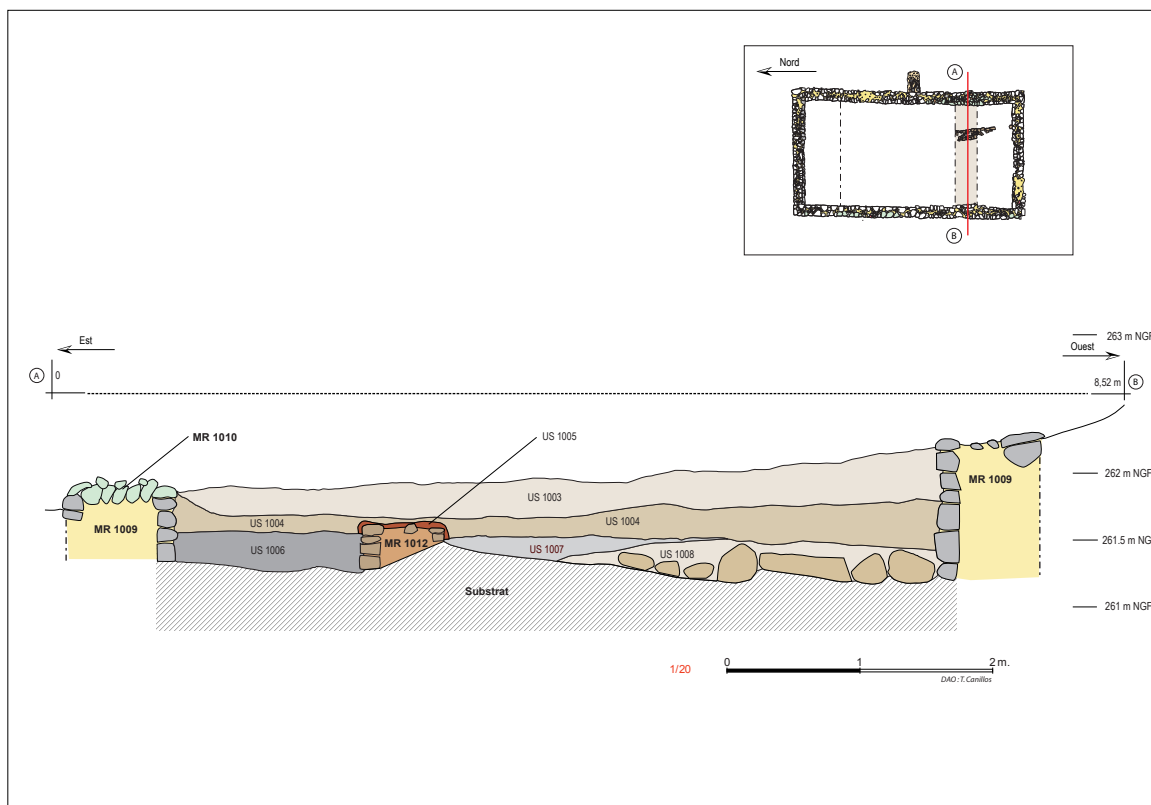 Nord
A
B
263 m NGF
Est
Ouest
A
0
8,52 m
B
MR 1010
US 1005
262 m NGF
MR 1009
US 1003
US 1004
US 1004
MR 1009
MR 1012
US 1006
US 1007
US 1008
261.5 m NG
Substrat
261 m NGF
1/20
0
1
2 m.
DAO : T. Canillos